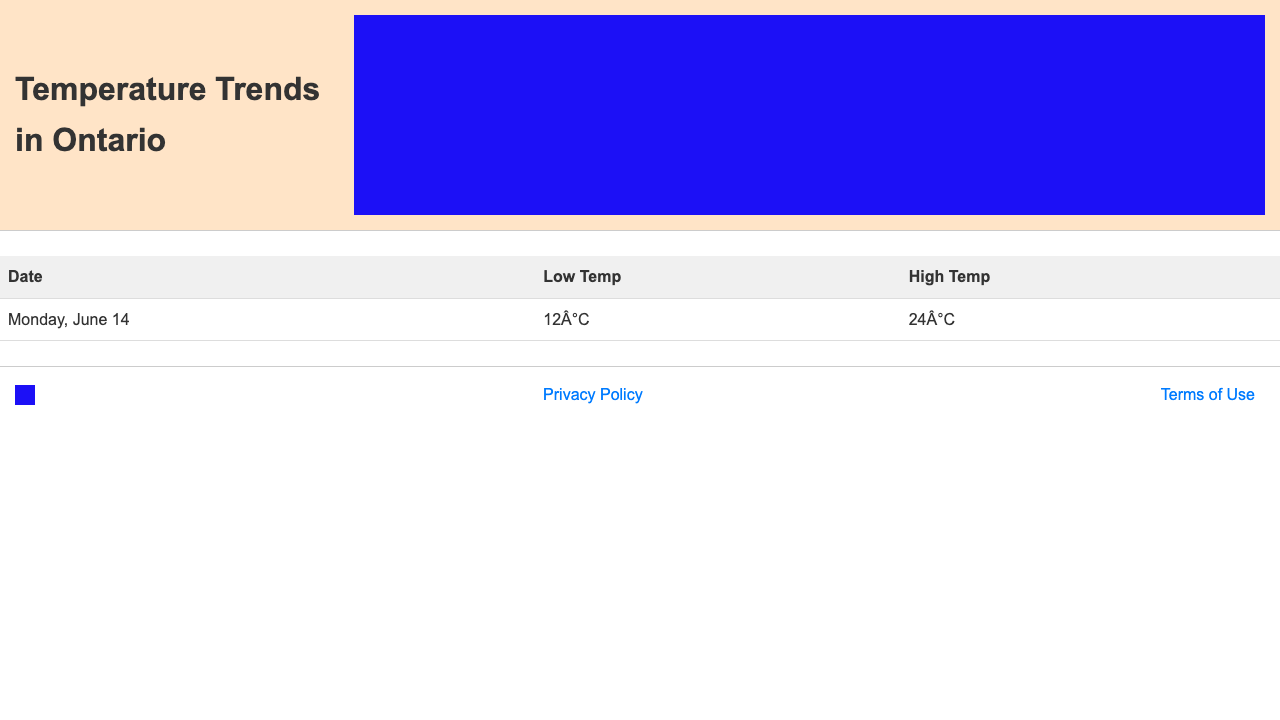 Temperature Trends
in Ontario
Date Low Temp High Temp
Monday, June 14 12Â°C 24Â°C
Privacy Policy Terms of Use